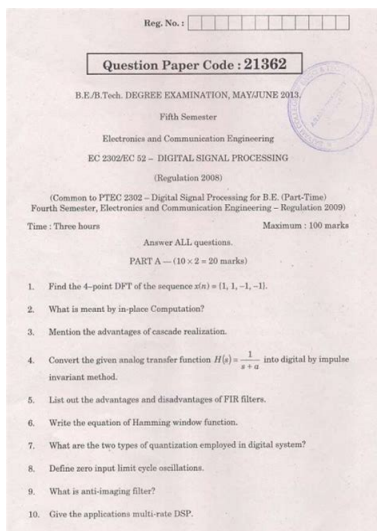 Reg. No. :
Question Paper Code : 21362
B.E./B.Tech. DEGREE EXAMINATION, MAY/JUNE 2013.
Fifth Semester
Electronics and Communication Engineering
EC 2302/EC 52 – DIGITAL SIGNAL PROCESSING
(Regulation 2008)
(Common to PTEC 2302 – Digital Signal Processing for B.E. (Part-Time)
Fourth Semester, Electronics and Communication Engineering – Regulation 2009)
Time : Three hours Maximum : 100 marks
Answer ALL questions.
PART A — (10 × 2 = 20 marks)
1. Find the 4–point DFT of the sequence x(n) = {1, 1, –1, –1}.
2. What is meant by in-place Computation?
3. Mention the advantages of cascade realization.
4. Convert the given analog transfer function H(s) = 1/(s + a) into digital by impulse
invariant method.
5. List out the advantages and disadvantages of FIR filters.
6. Write the equation of Hamming window function.
7. What are the two types of quantization employed in digital system?
8. Define zero input limit cycle oscillations.
9. What is anti-imaging filter?
10. Give the applications multi-rate DSP.